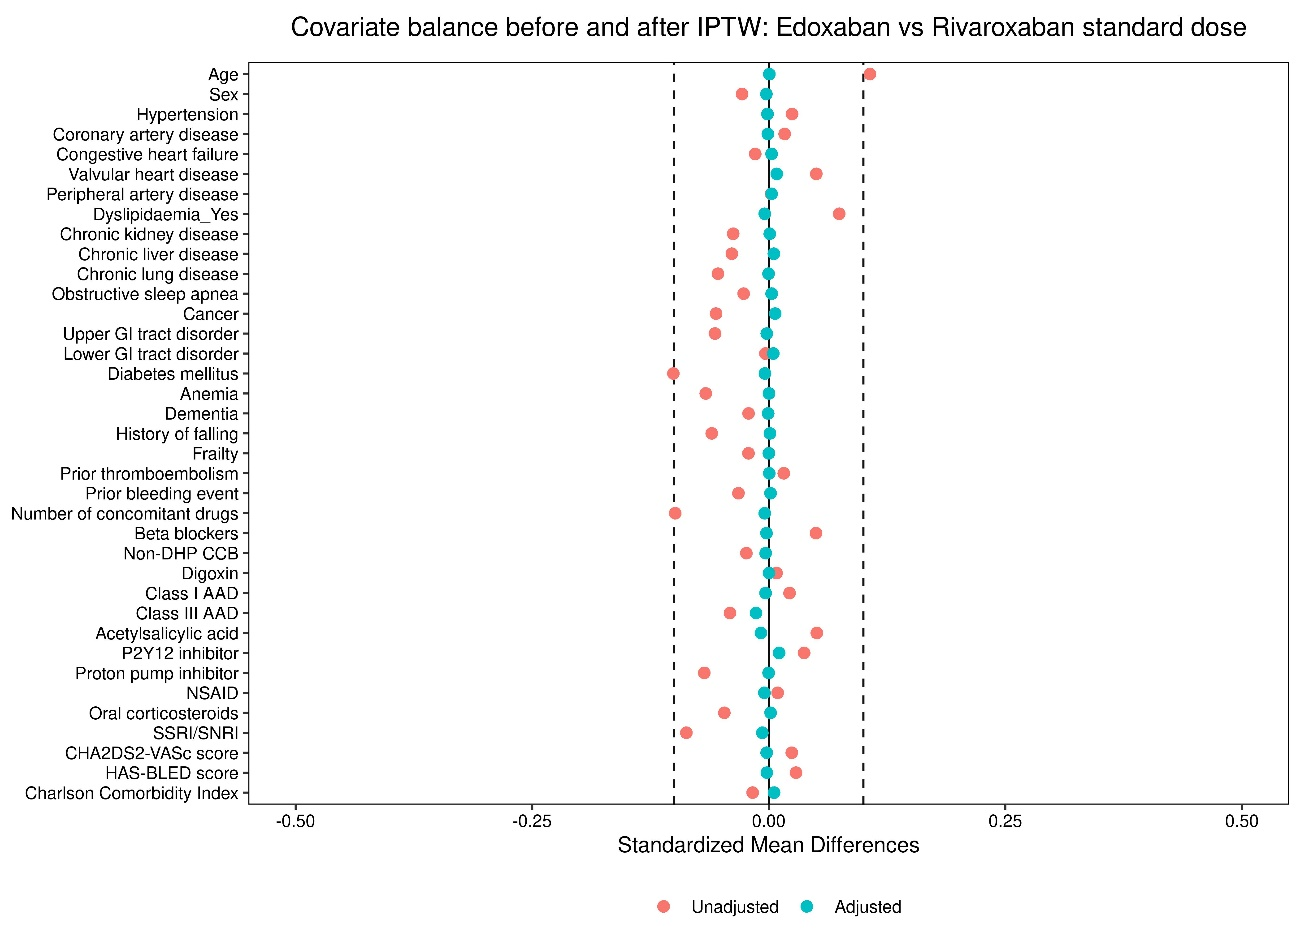 Covariate balance before and after IPTW: Edoxaban vs Rivaroxaban standard dose
Age
Sex
Hypertension
Coronary artery disease
Congestive heart failure
Valvular heart disease
Peripheral artery disease
Dyslipidaemia_Yes
Chronic kidney disease
Chronic liver disease
Chronic lung disease
Obstructive sleep apnea
Cancer
Upper GI tract disorder
Lower GI tract disorder
Diabetes mellitus
Anemia
Dementia
History of falling
Frailty
Prior thromboembolism
Prior bleeding event
Number of concomitant drugs
Beta blockers
Non-DHP CCB
Digoxin
Class I AAD
Class III AAD
Acetylsalicylic acid
P2Y12 inhibitor
Proton pump inhibitor
NSAID
Oral corticosteroids
SSRI/SNRI
CHA2DS2-VASc score
HAS-BLED score
Charlson Comorbidity Index
-0.50 -0.25 0.00 0.25 0.50
Standardized Mean Differences
Unadjusted Adjusted